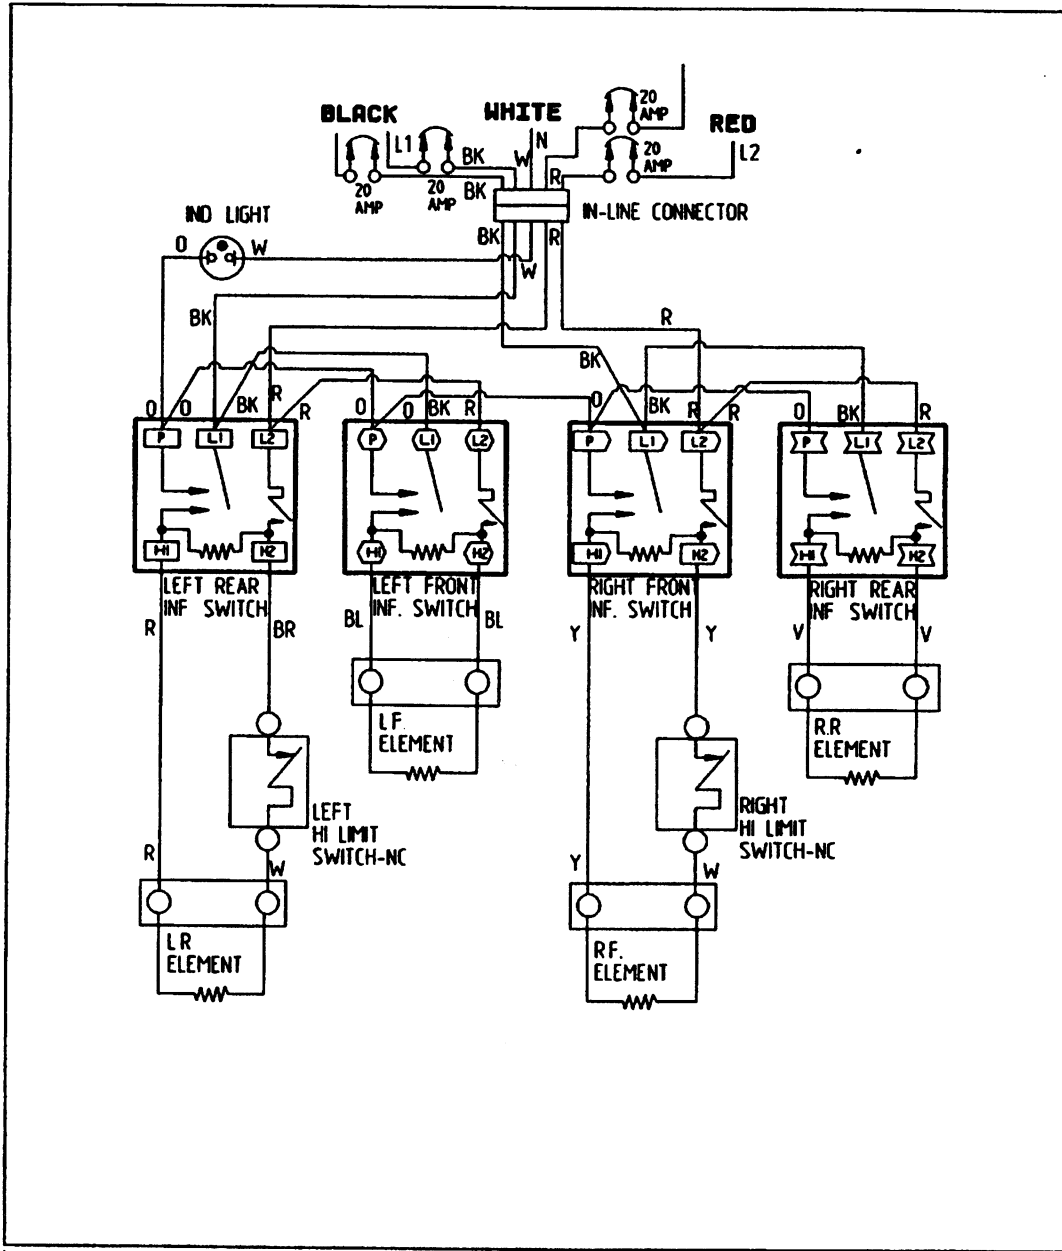 BLACK
WHITE
20
AMP
RED
L1
N
L2
BK
W
R
20
AMP
20
AMP
20
AMP
BK
IN-LINE CONNECTOR
IND LIGHT
O
W
BK
R
W
BK
R
BK
O
O
BK
R
R
O
O
BK
R
O
BK
R
R
O
BK
R
P
L1
L2
P
L1
L2
P
L1
L2
P
L1
L2
H1
H2
H1
H2
H1
H2
H1
H2
LEFT REAR
INF SWITCH
LEFT FRONT
INF. SWITCH
RIGHT FRONT
INF. SWITCH
RIGHT REAR
INF SWITCH
R
BR
BL
BL
Y
Y
V
V
L F.
ELEMENT
R.R
ELEMENT
LEFT
HI LIMIT
SWITCH-NC
RIGHT
HI LIMIT
SWITCH-NC
R
W
Y
W
L R
ELEMENT
R F.
ELEMENT